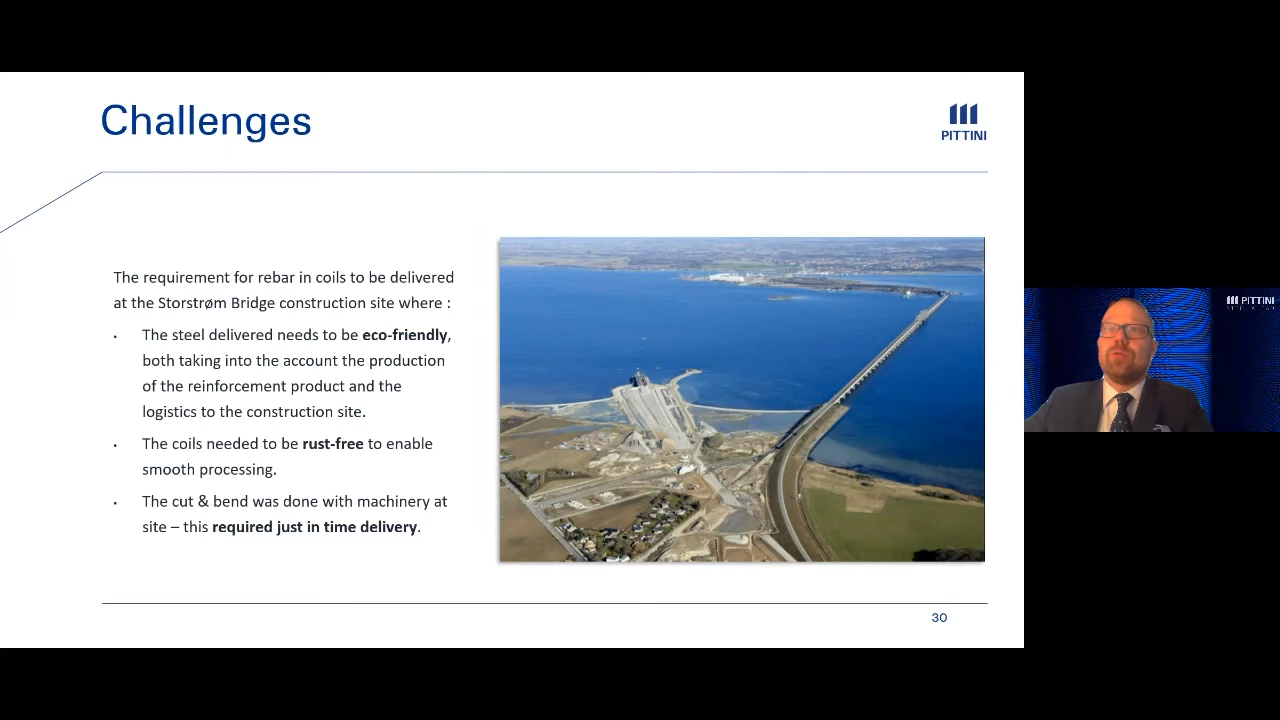 Challenges
PITTINI
The requirement for rebar in coils to be delivered
at the Storstrøm Bridge construction site where :
• The steel delivered needs to be eco-friendly,
both taking into the account the production
of the reinforcement product and the
logistics to the construction site.
• The coils needed to be rust-free to enable
smooth processing.
• The cut & bend was done with machinery at
site – this required just in time delivery.
30
PITTINI